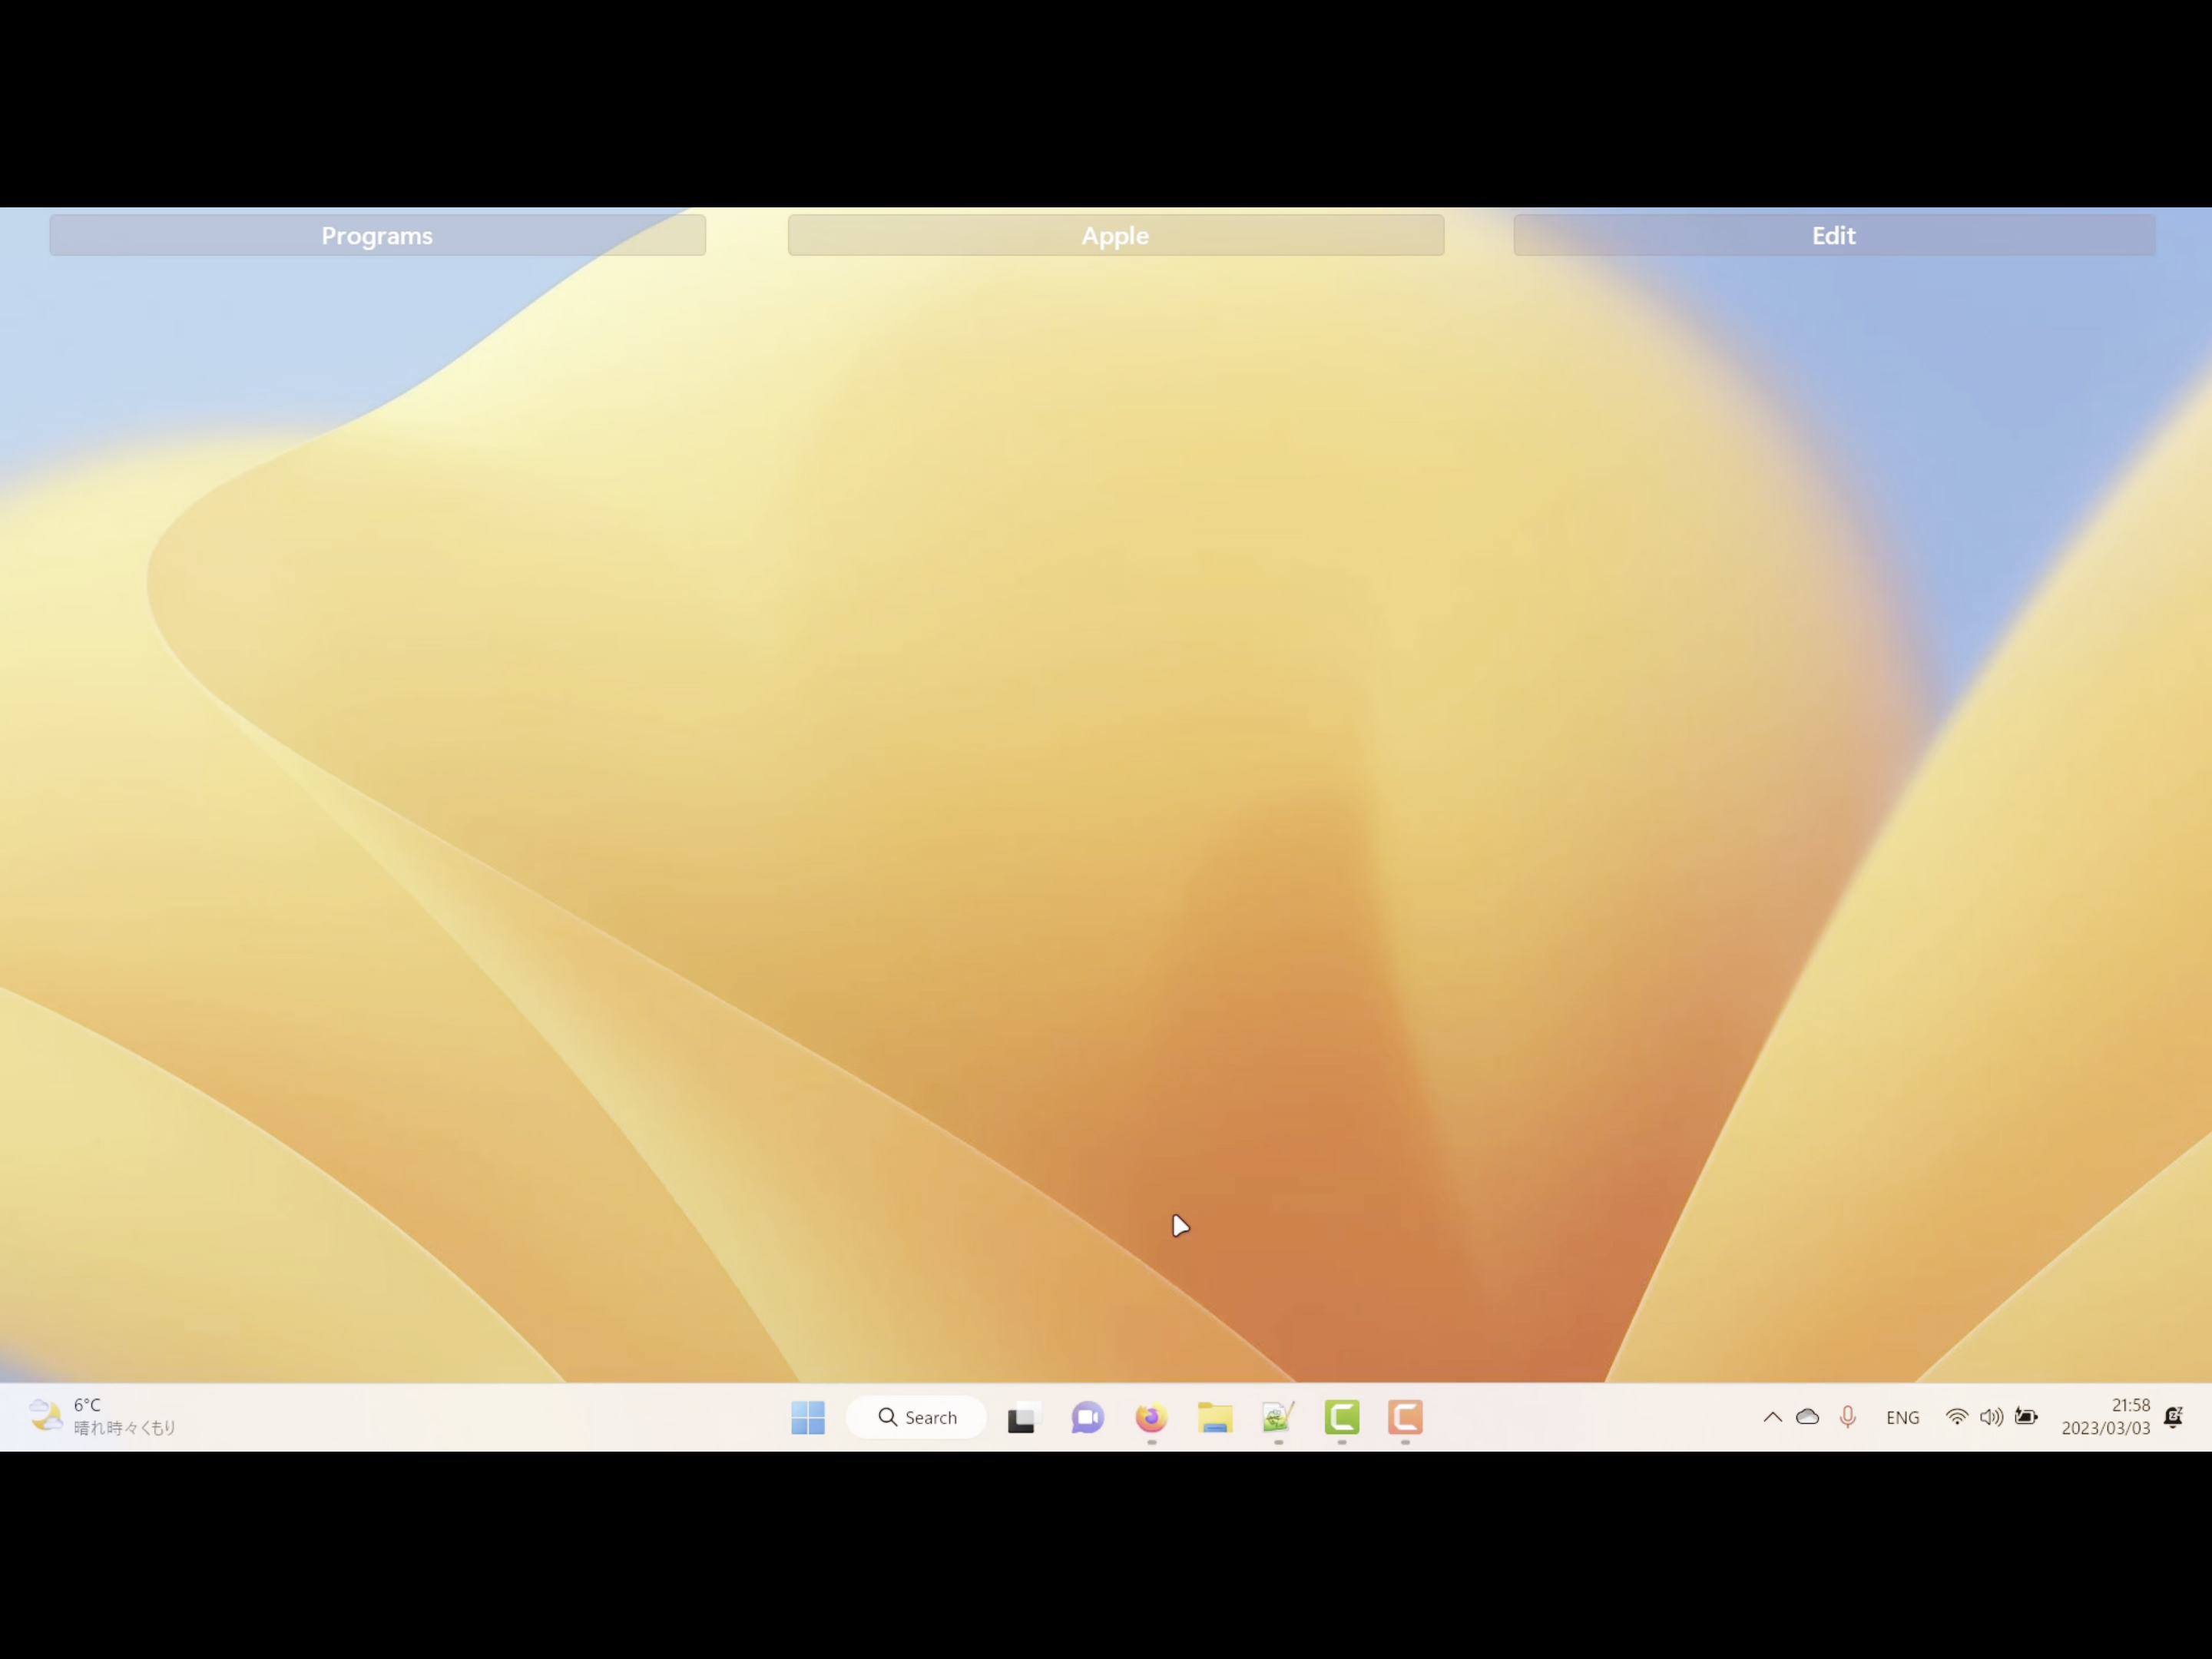 Programs
Apple
Edit
6°C
晴れ時々くもり
Search
ENG
21:58
2023/03/03